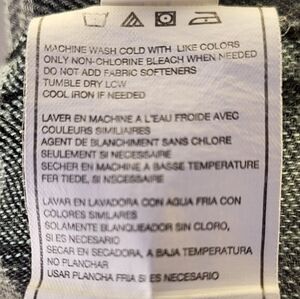 MACHINE WASH COLD WITH LIKE COLORS
ONLY NON-CHLORINE BLEACH WHEN NEEDED
DO NOT ADD FABRIC SOFTENERS
TUMBLE DRY LOW
COOL IRON IF NEEDED
LAVER EN MACHINE A L'EAU FROIDE AVEC
COULEURS SIMILIAIRES
AGENT DE BLANCHIMENT SANS CHLORE
SEULEMENT SI NECESSAIRE
SECHER EN MACHINE A BASSE TEMPERATURE
FER TIEDE, SI NSCESSAIRE
LAVAR EN LAVADORA CON AGUA FRIA CON
COLORES SIMILARES
SOLAMENTE BLANQUEADOR SIN CLORO,
SI ES NECESARIO
SECAR EN SECADORA, A BAJA TEMPERATURA
NO PLANCHAR
USAR PLANCHA FRIA SI ES NECESARIO